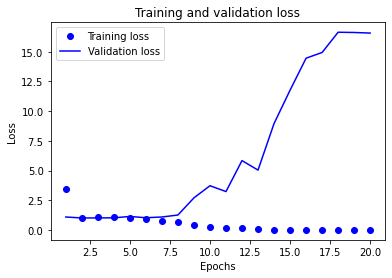 Training and validation loss
Training loss
Validation loss
Loss
15.0
12.5
10.0
7.5
5.0
2.5
0.0
2.5 5.0 7.5 10.0 12.5 15.0 17.5 20.0
Epochs